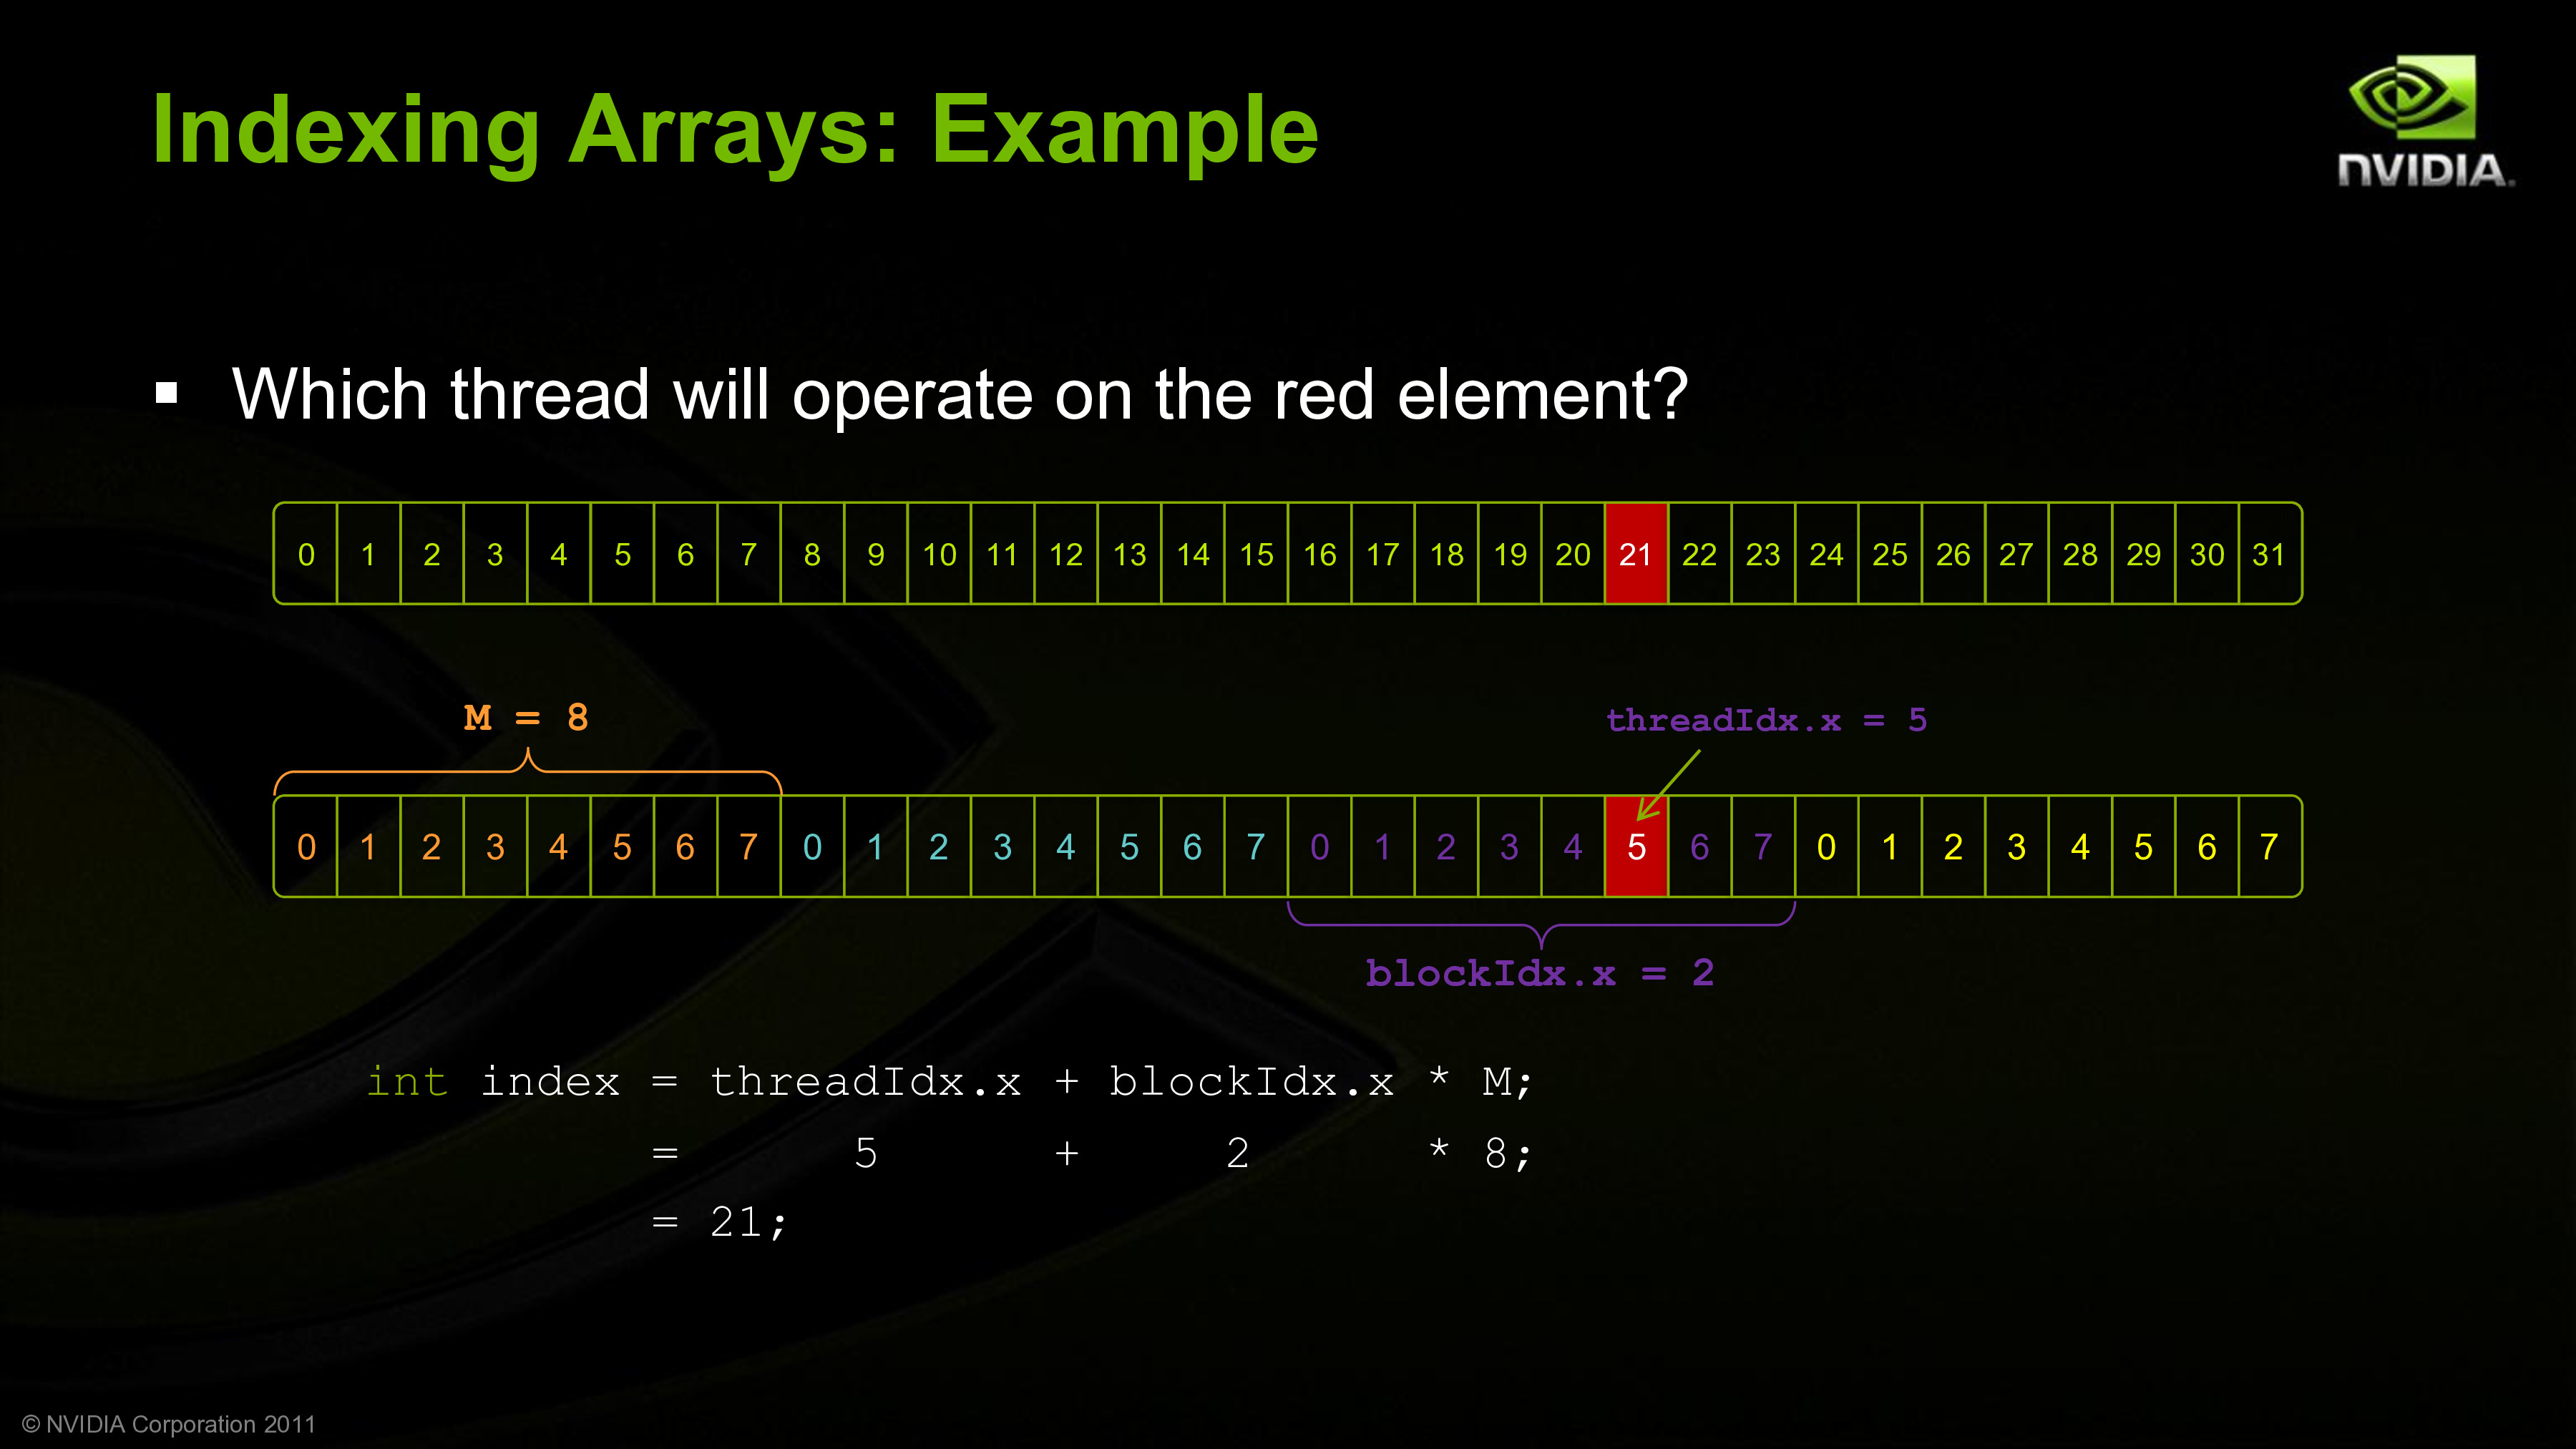 Indexing Arrays: Example
NVIDIA.
▪ Which thread will operate on the red element?
0 1 2 3 4 5 6 7 8 9 10 11 12 13 14 15 16 17 18 19 20 21 22 23 24 25 26 27 28 29 30 31
M = 8
threadIdx.x = 5
0 1 2 3 4 5 6 7 0 1 2 3 4 5 6 7 0 1 2 3 4 5 6 7 0 1 2 3 4 5 6 7
blockIdx.x = 2
int index = threadIdx.x + blockIdx.x * M;
= 5 + 2 * 8;
= 21;
© NVIDIA Corporation 2011